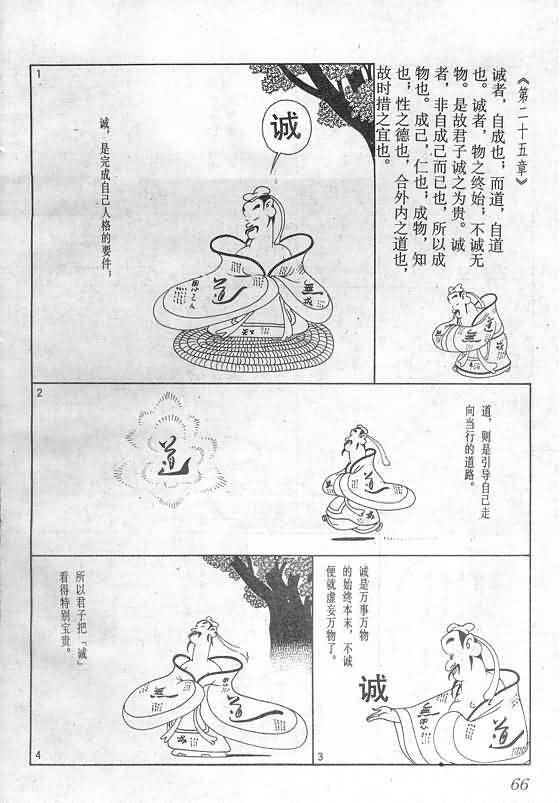 《第二十五章》
诚者，自成也；而道，自道
也。诚者，物之终始；不诚无
物。是故君子诚之为贵。诚
者，非自成己而已也，所以成
物也。成己，仁也；成物，知
也；性之德也，合外内之道也，
故时措之宜也。
1
诚
诚，是完成自己人格的要件；
道
2
道，则是引导自己走
向当行的道路。
道
道
3
诚是万事万物
的始终本末，不诚
便就虚妄万物了。
诚
道
4
所以君子把「诚」
看得特别宝贵。
道
66